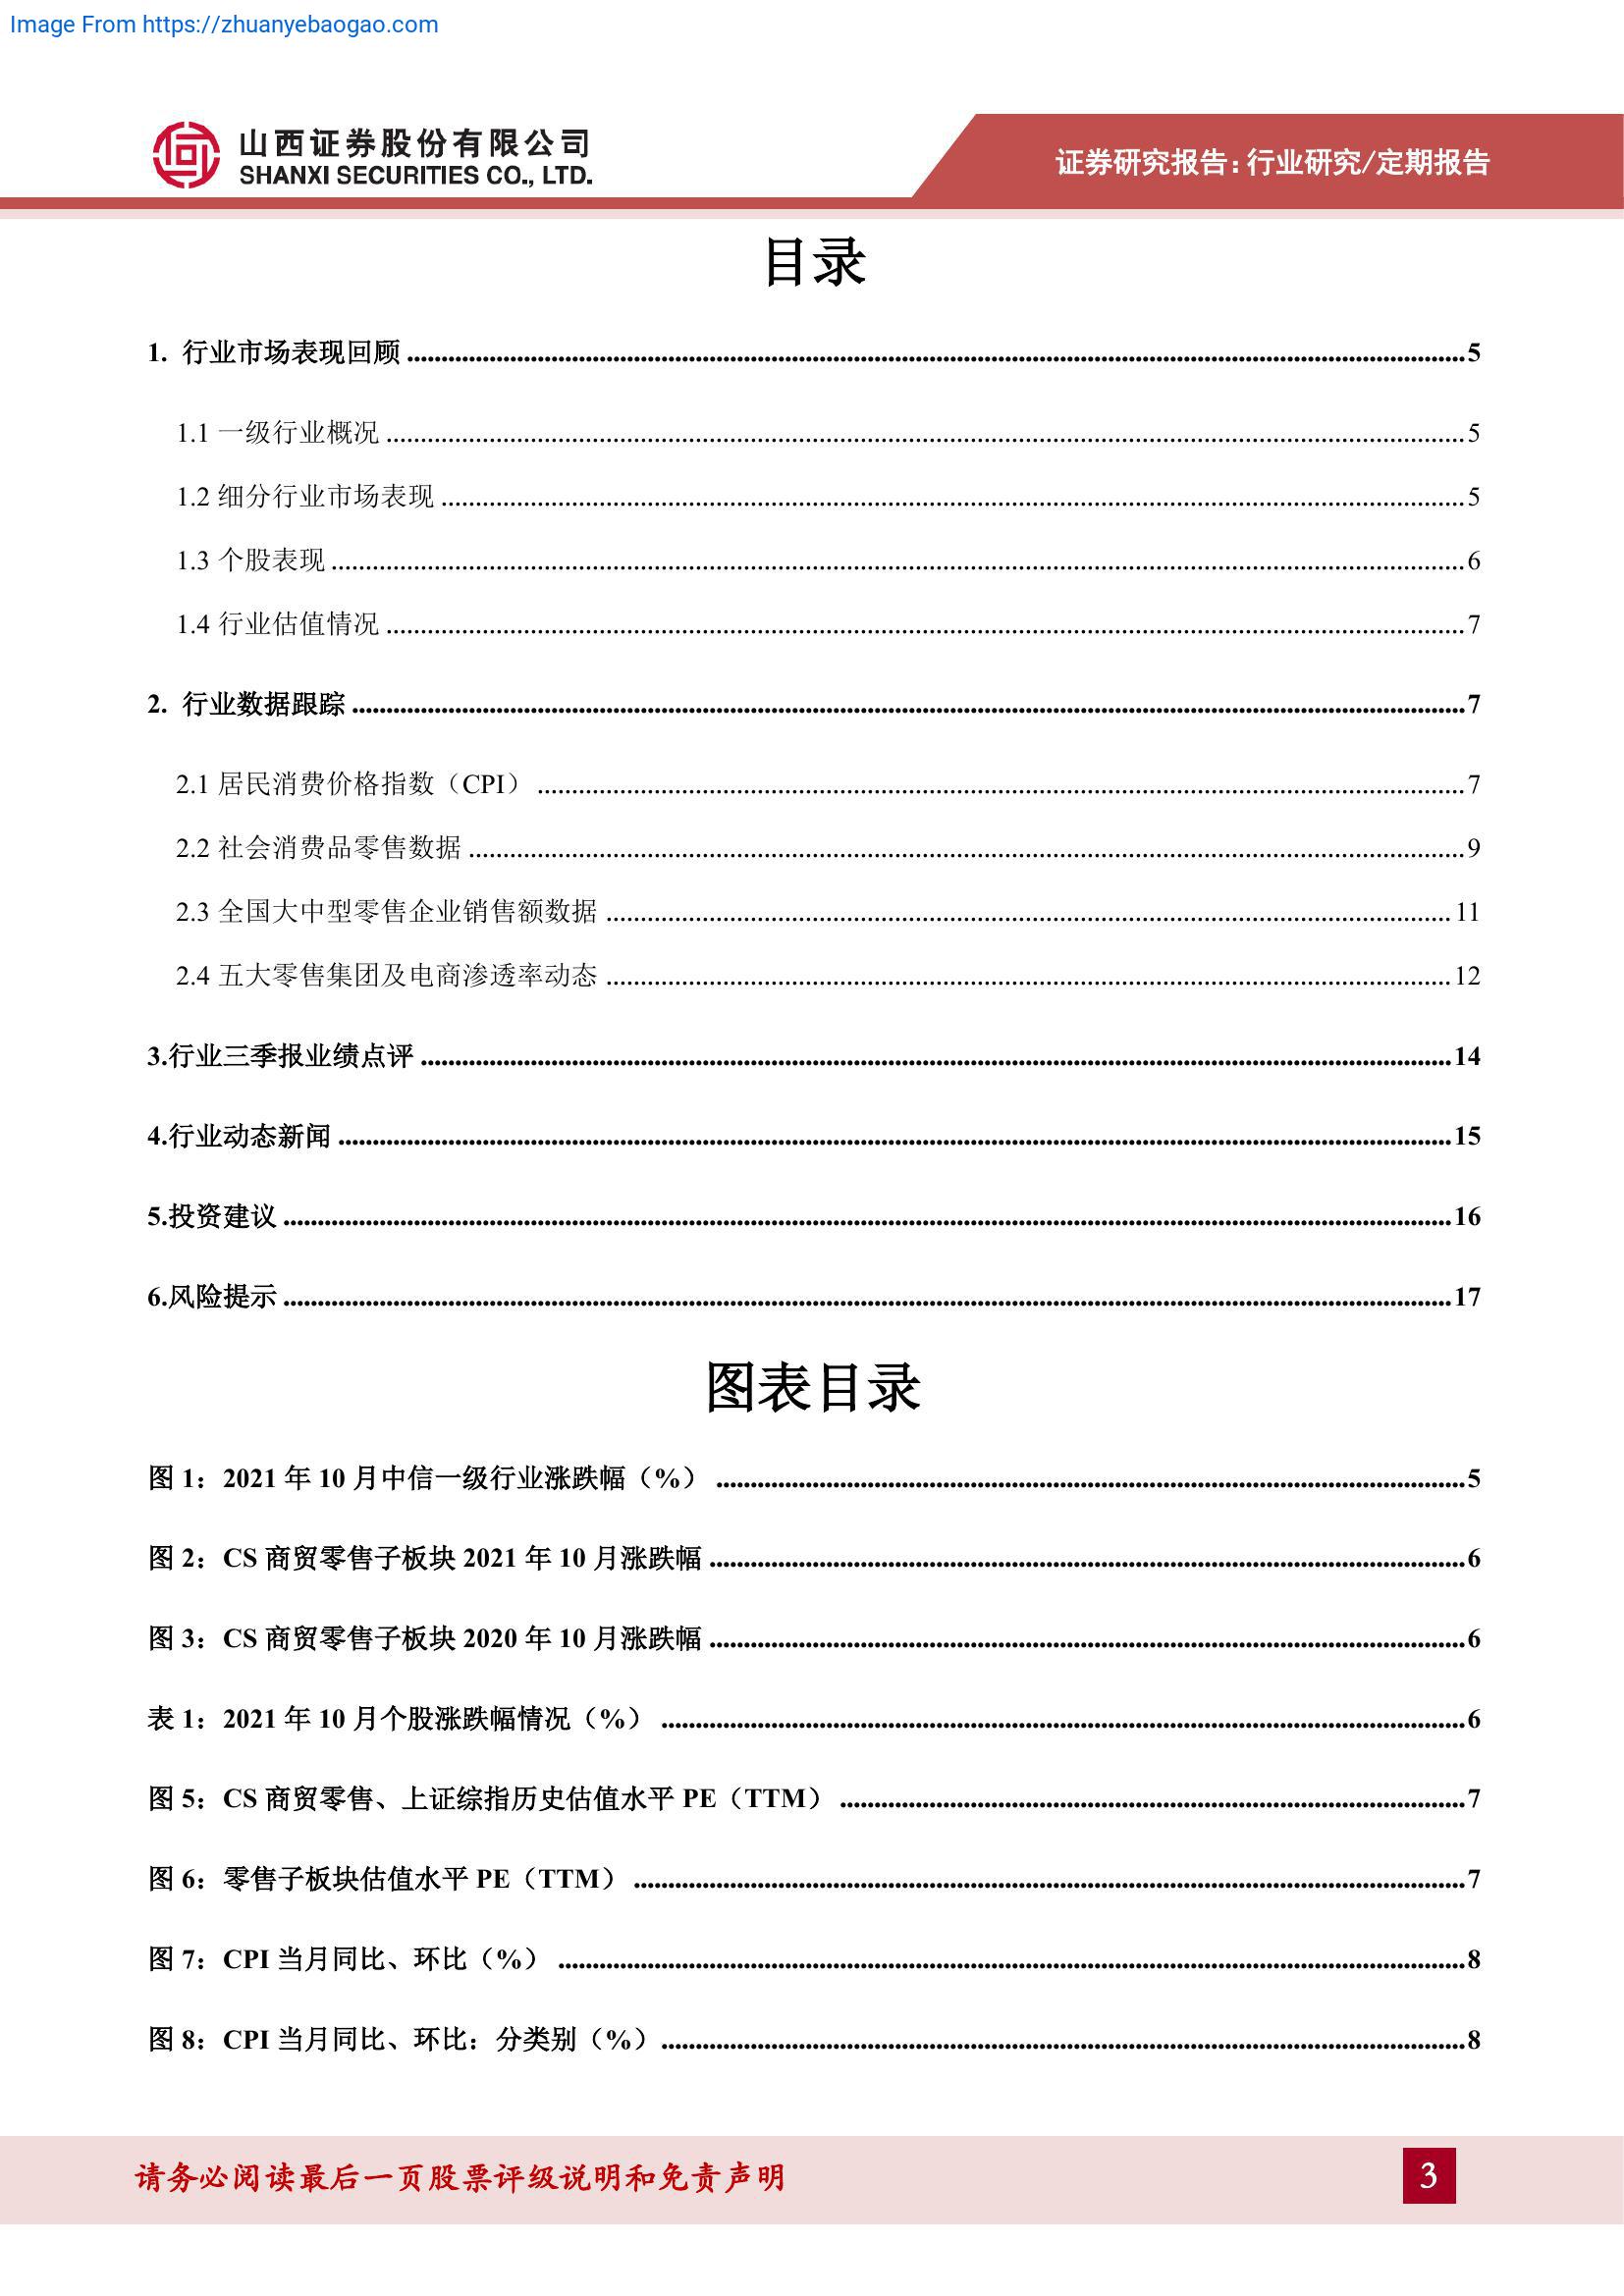 Image From https://zhuanyebaogao.com
山西证券股份有限公司
SHANXI SECURITIES CO., LTD.
证券研究报告：行业研究/定期报告
目录
1. 行业市场表现回顾 5
1.1 一级行业概况 5
1.2 细分行业市场表现 5
1.3 个股表现 6
1.4 行业估值情况 7
2. 行业数据跟踪 7
2.1 居民消费价格指数（CPI） 7
2.2 社会消费品零售数据 9
2.3 全国大中型零售企业销售额数据 11
2.4 五大零售集团及电商渗透率动态 12
3.行业三季报业绩点评 14
4.行业动态新闻 15
5.投资建议 16
6.风险提示 17
图表目录
图 1：2021 年 10 月中信一级行业涨跌幅（%） 5
图 2：CS 商贸零售子板块 2021 年 10 月涨跌幅 6
图 3：CS 商贸零售子板块 2020 年 10 月涨跌幅 6
表 1：2021 年 10 月个股涨跌幅情况（%） 6
图 5：CS 商贸零售、上证综指历史估值水平 PE（TTM） 7
图 6：零售子板块估值水平 PE（TTM） 7
图 7：CPI 当月同比、环比（%） 8
图 8：CPI 当月同比、环比：分类别（%） 8
请务必阅读最后一页股票评级说明和免责声明
3